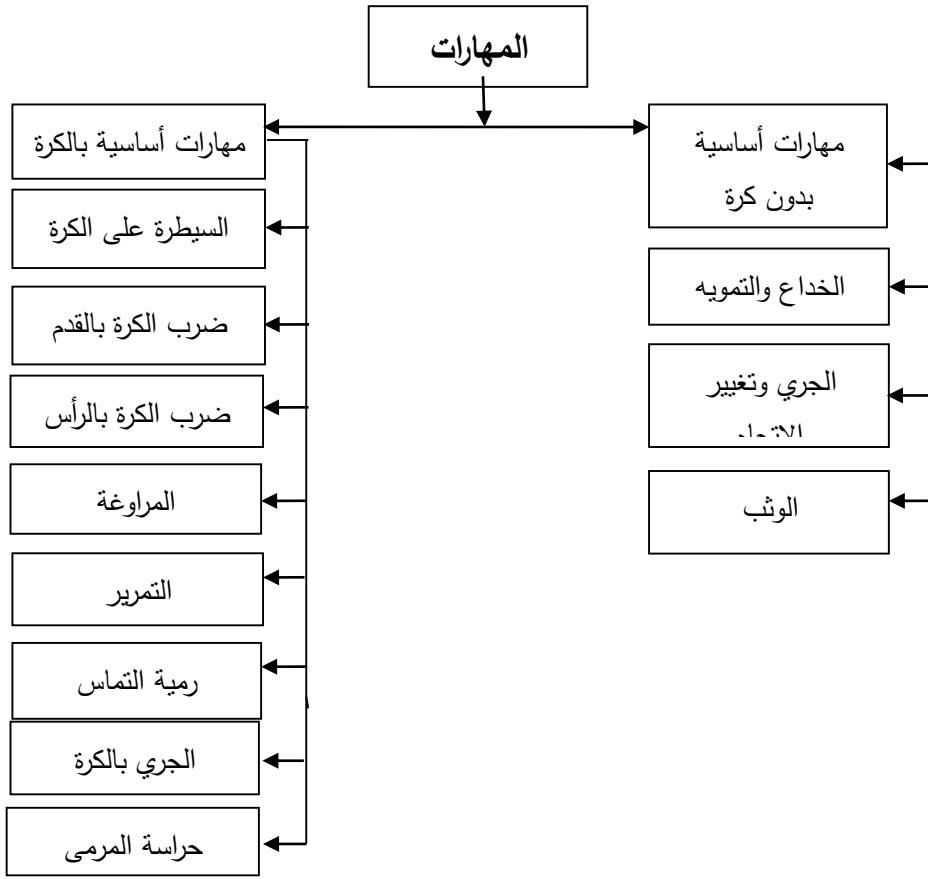 المهارات
مهارات أساسية
بدون كرة
الخداع والتمويه
الجري وتغيير
الوثب
مهارات أساسية بالكرة
السيطرة على الكرة
ضرب الكرة بالقدم
ضرب الكرة بالرأس
المراوغة
التمرير
رمية التماس
الجري بالكرة
حراسة المرمى